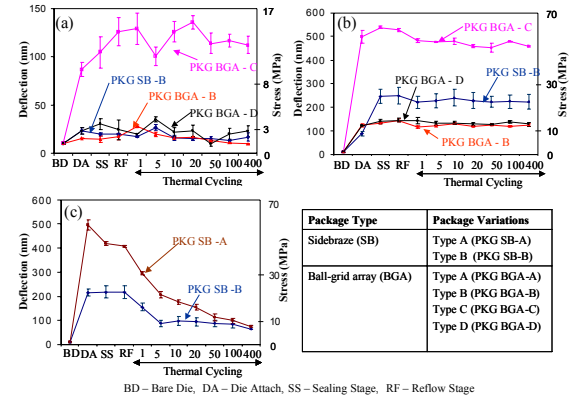 (a)
Deflection (nm)
150
125
100
75
50
25
0
17
8
3
0
Stress (MPa)
PKG BGA - C
PKG SB -B
PKG BGA - B
PKG BGA - D
BD DA SS RF 1 5 10 20 50 100 400
Thermal Cycling
(b)
Deflection (nm)
600
500
400
300
200
100
0
70
30
10
0
Stress (MPa)
PKG BGA - C
PKG SB-B
PKG BGA - D
PKG BGA - B
BD DA SS RF 1 5 10 20 50 100 400
Thermal Cycling
(c)
Deflection (nm)
600
500
400
300
200
100
0
70
30
10
0
Stress (MPa)
PKG SB -A
PKG SB -B
BD DA SS RF 1 5 10 20 50 100 400
Thermal Cycling
Package Type Package Variations
Sidebraze (SB) Type A (PKG SB-A)
Type B (PKG SB-B)
Ball-grid array (BGA) Type A (PKG BGA-A)
Type B (PKG BGA-B)
Type C (PKG BGA-C)
Type D (PKG BGA-D)
BD – Bare Die, DA – Die Attach, SS – Sealing Stage, RF – Reflow Stage